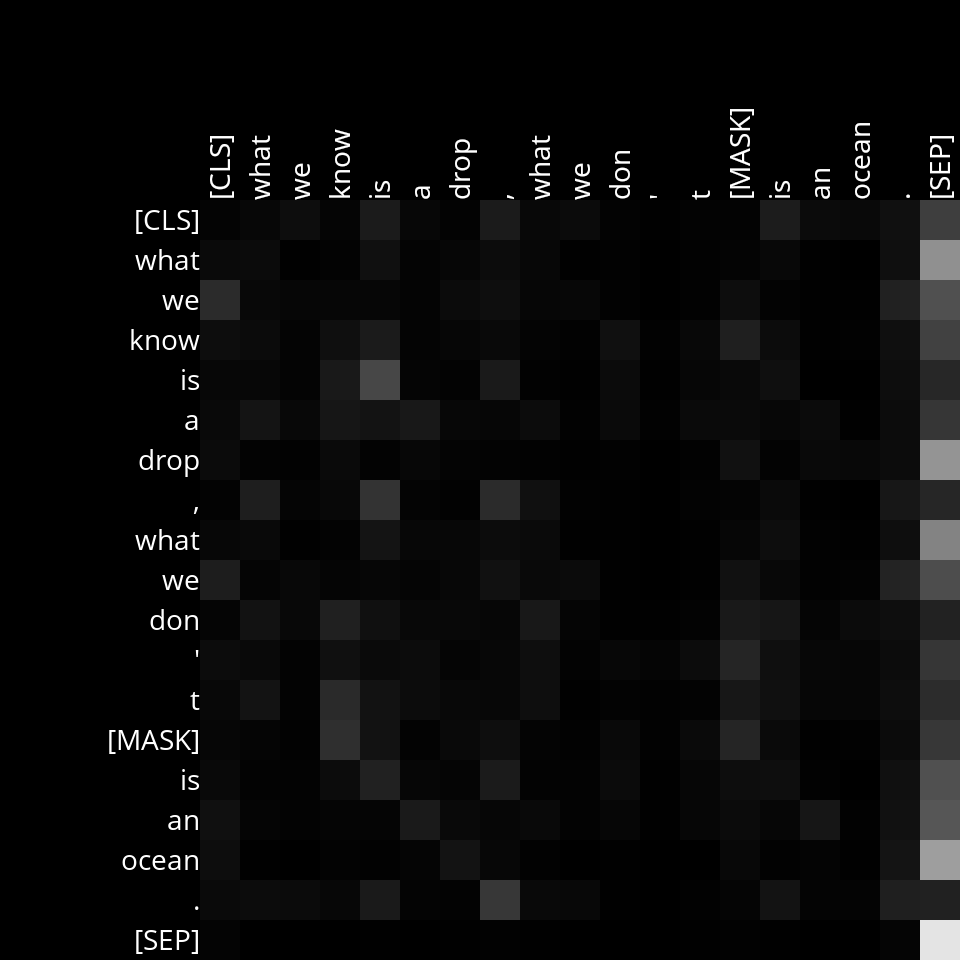 [CLS] what we know is a drop , what we don ' t [MASK] is an ocean . [SEP]
[CLS]
what
we
know
is
a
drop
,
what
we
don
'
t
[MASK]
is
an
ocean
.
[SEP]